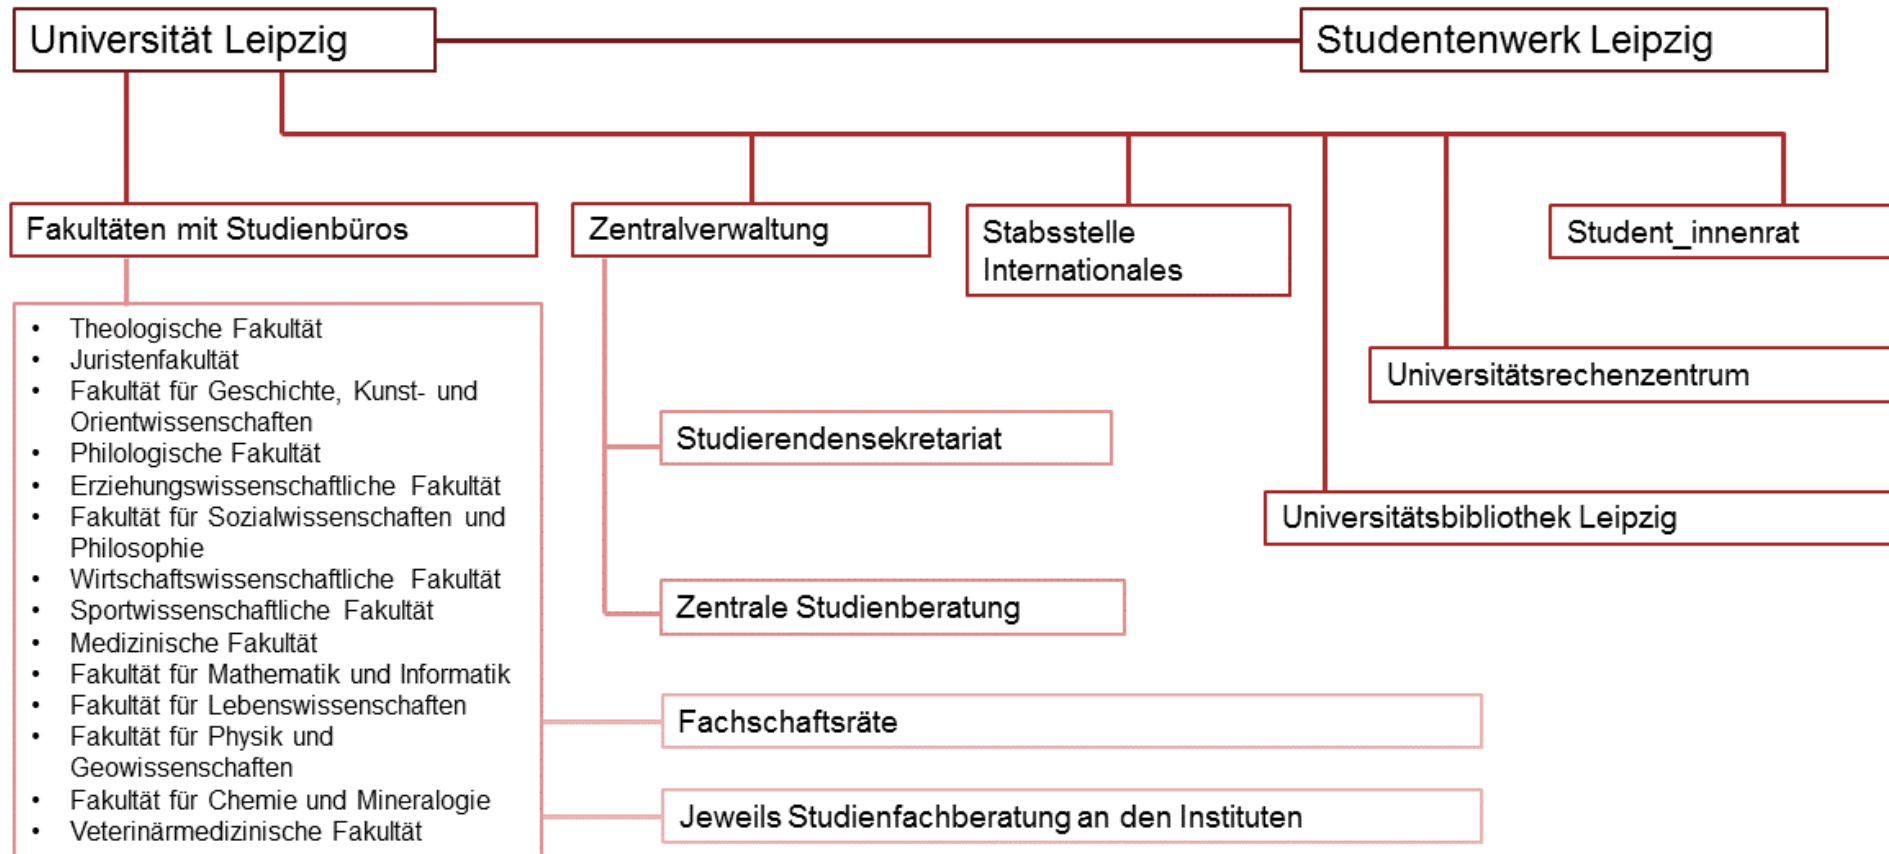 Universität Leipzig
Studentenwerk Leipzig
Fakultäten mit Studienbüros
Zentralverwaltung
Stabsstelle
Internationales
Student_innenrat
• Theologische Fakultät
• Juristenfakultät
• Fakultät für Geschichte, Kunst- und
Orientwissenschaften
• Philologische Fakultät
• Erziehungswissenschaftliche Fakultät
• Fakultät für Sozialwissenschaften und
Philosophie
• Wirtschaftswissenschaftliche Fakultät
• Sportwissenschaftliche Fakultät
• Medizinische Fakultät
• Fakultät für Mathematik und Informatik
• Fakultät für Lebenswissenschaften
• Fakultät für Physik und
Geowissenschaften
• Fakultät für Chemie und Mineralogie
• Veterinärmedizinische Fakultät
Universitätsrechenzentrum
Studierendensekretariat
Universitätsbibliothek Leipzig
Zentrale Studienberatung
Fachschaftsräte
Jeweils Studienfachberatung an den Instituten